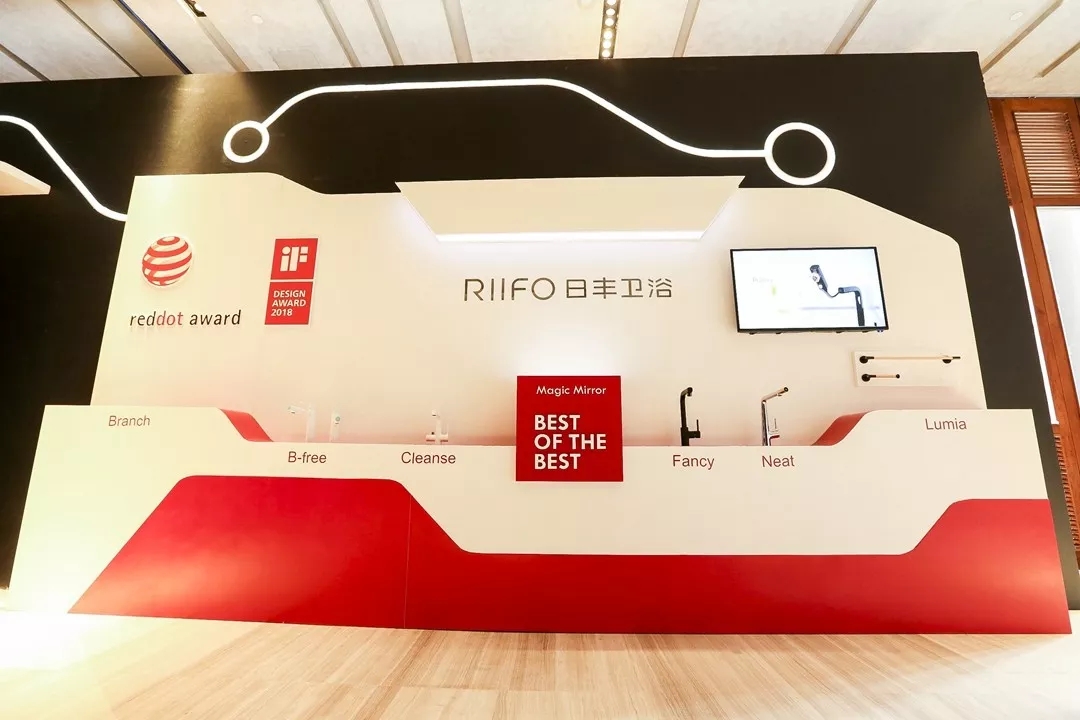 reddot award
iF
DESIGN
AWARD
2018
RIIFO 日丰卫浴
Magic Mirror
BEST
OF THE
BEST
Branch
B-free
Cleanse
Fancy
Neat
Lumia